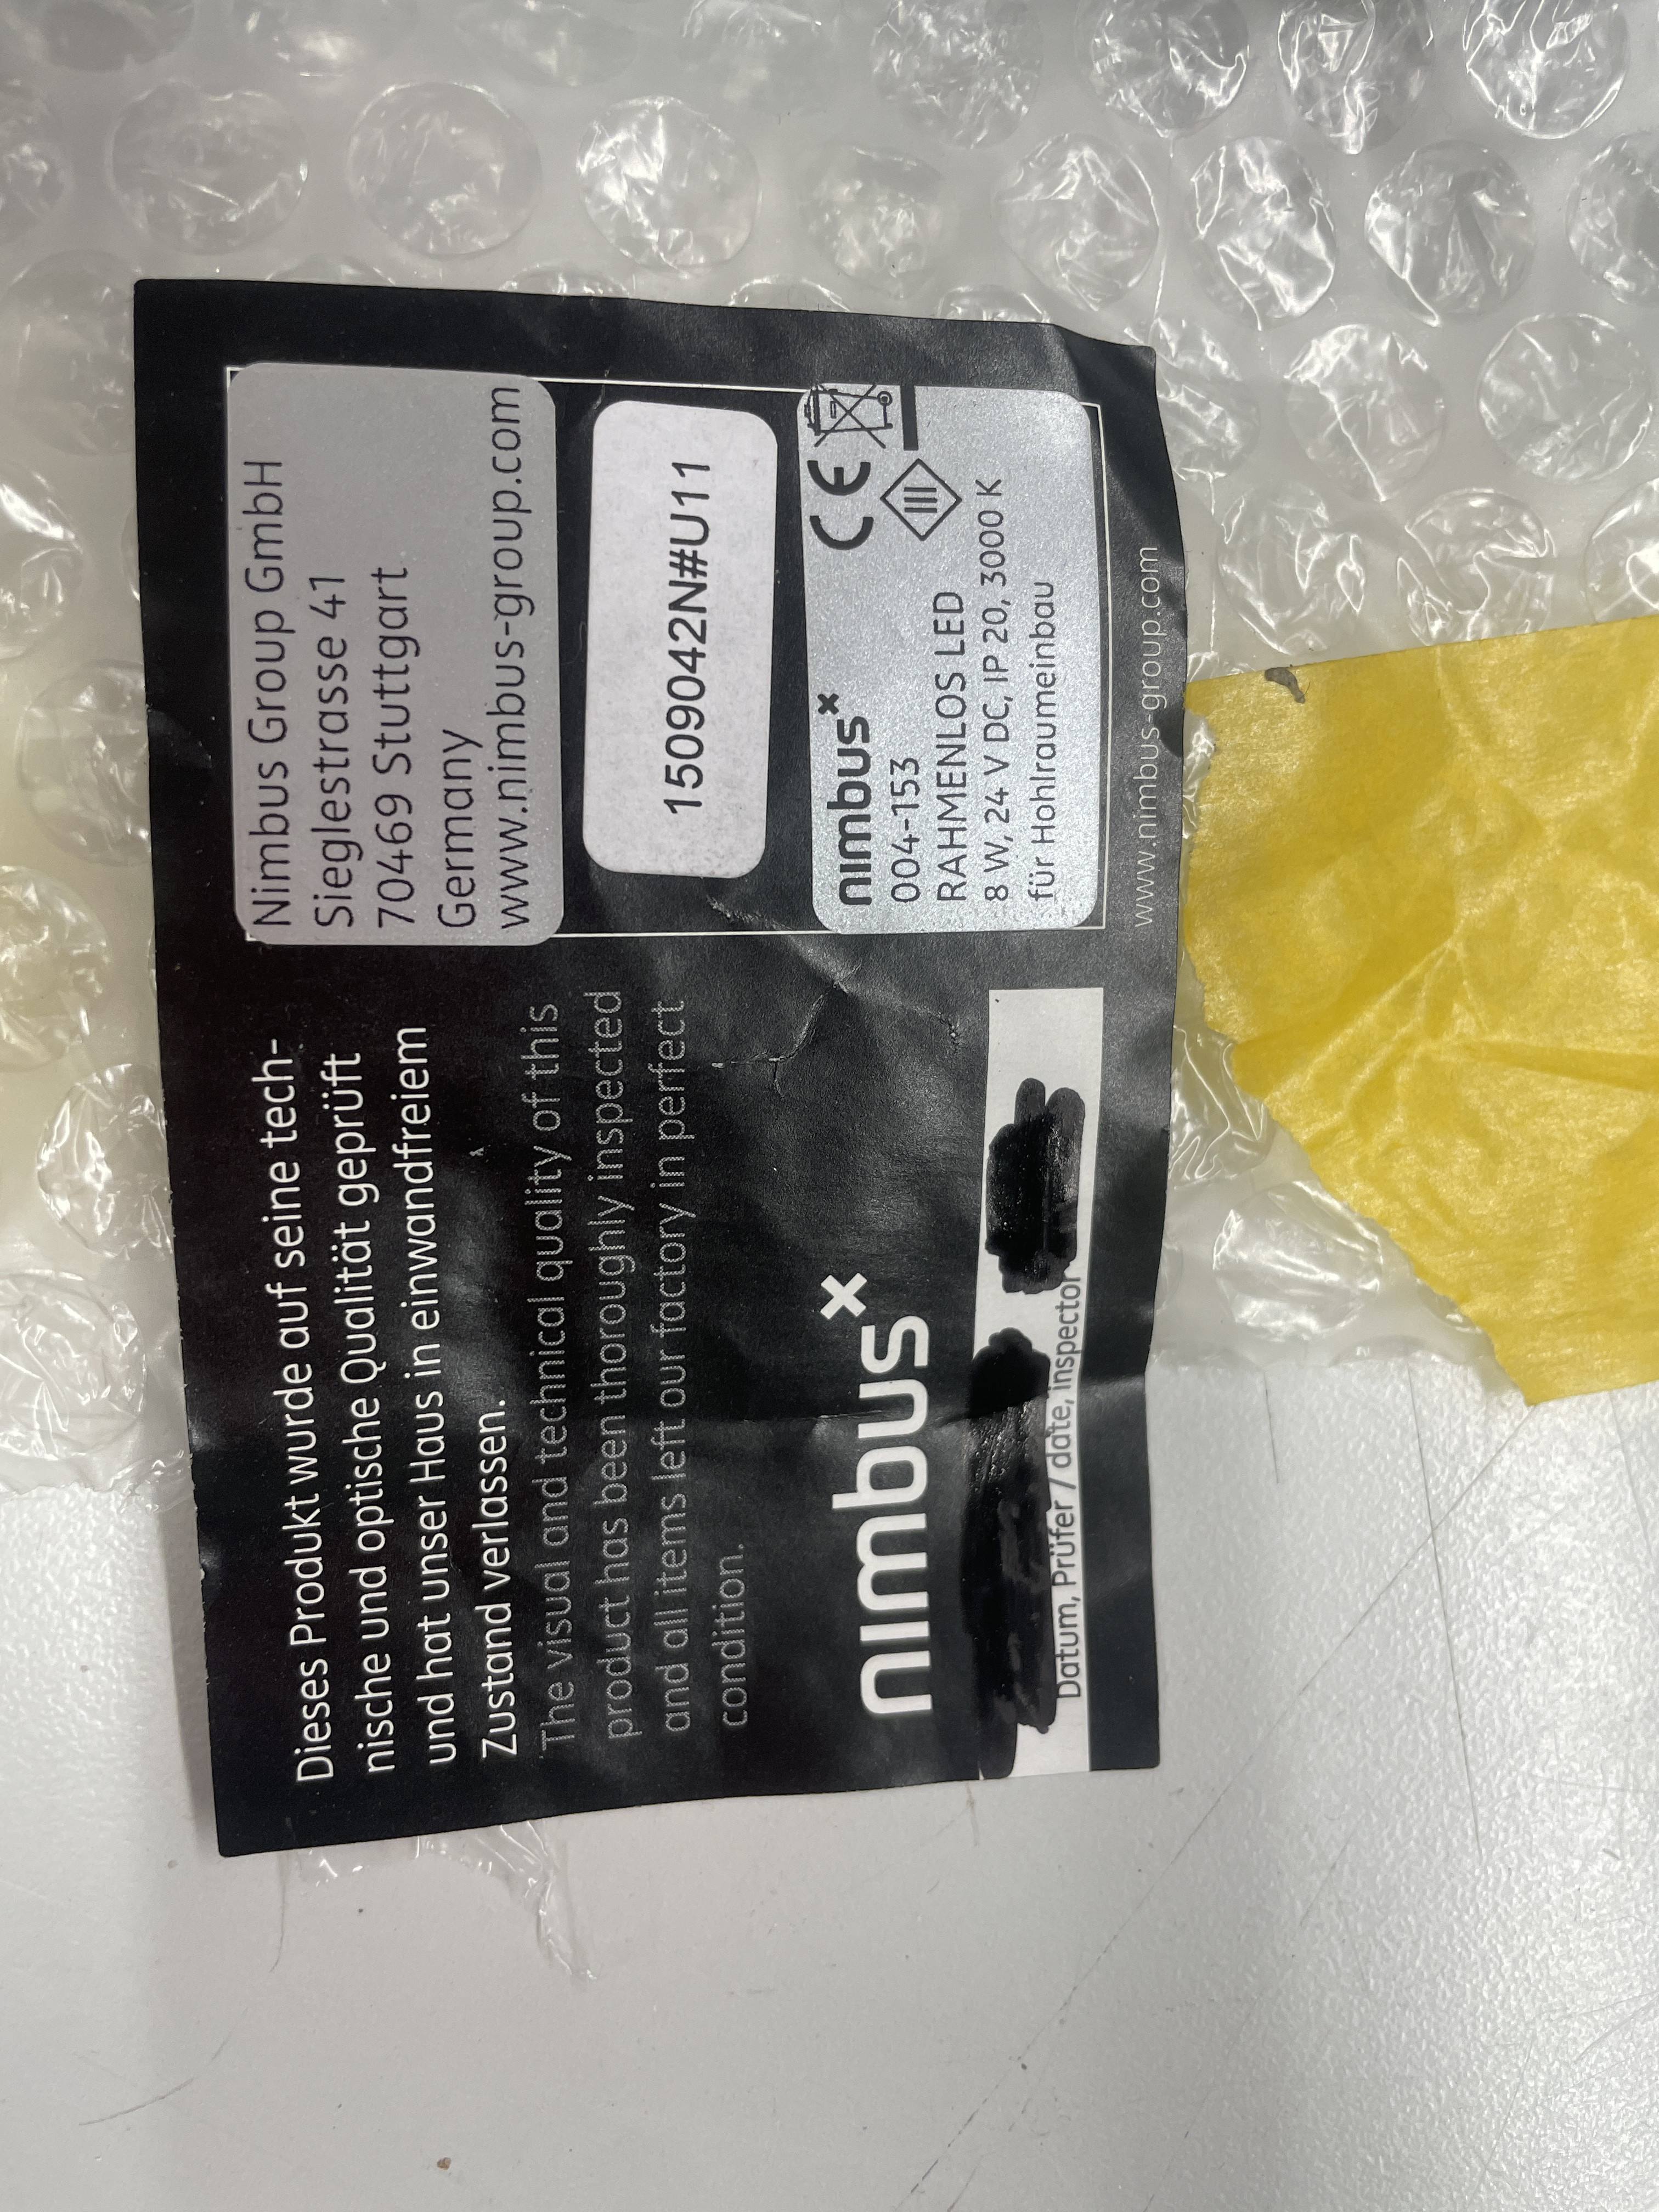 Dieses Produkt wurde auf seine tech-
nische und optische Qualität geprüft
und hat unser Haus in einwandfreiem
Zustand verlassen.
The visual and technical quality of this
product has been thoroughly inspected
and all items left our factory in perfect
condition.
nimbus×
Datum, Prüfer / date, inspector
Nimbus Group GmbH
Sieglestrasse 41
70469 Stuttgart
Germany
www.nimbus-group.com
1509042N#U11
nimbus×
CE
004-153
RAHMENLOS LED
8 W, 24 V DC, IP 20, 3000 K
für Hohlraumeinbau
www.nimbus-group.com